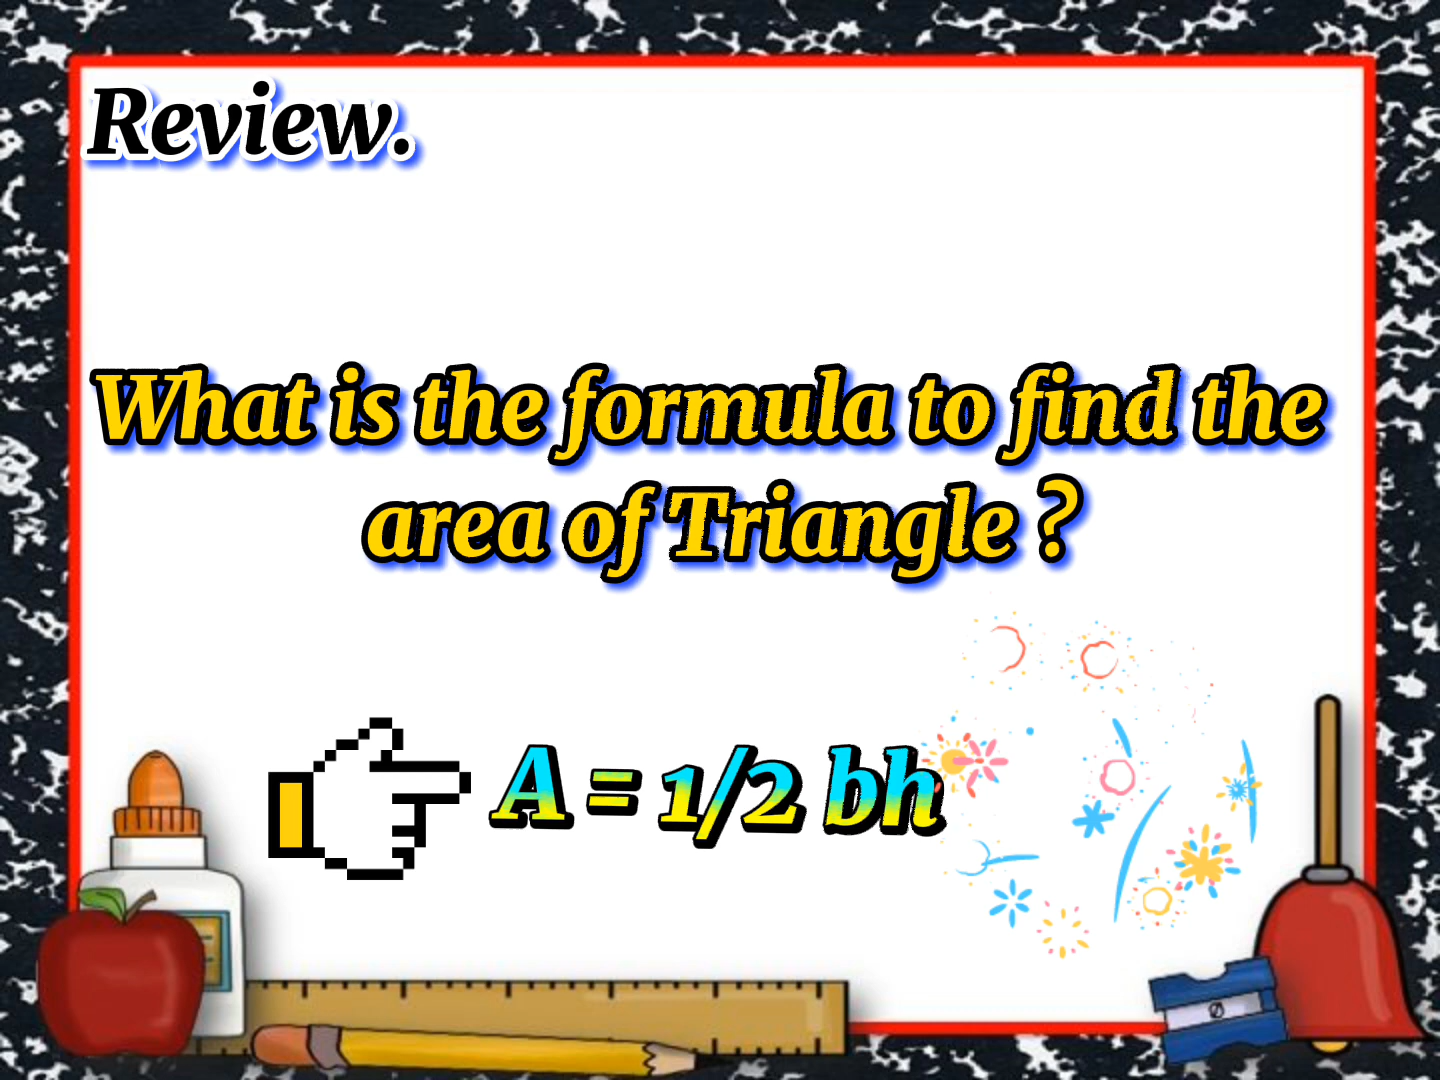 Review.
What is the formula to find the
area of Triangle ?
A = 1/2 bh